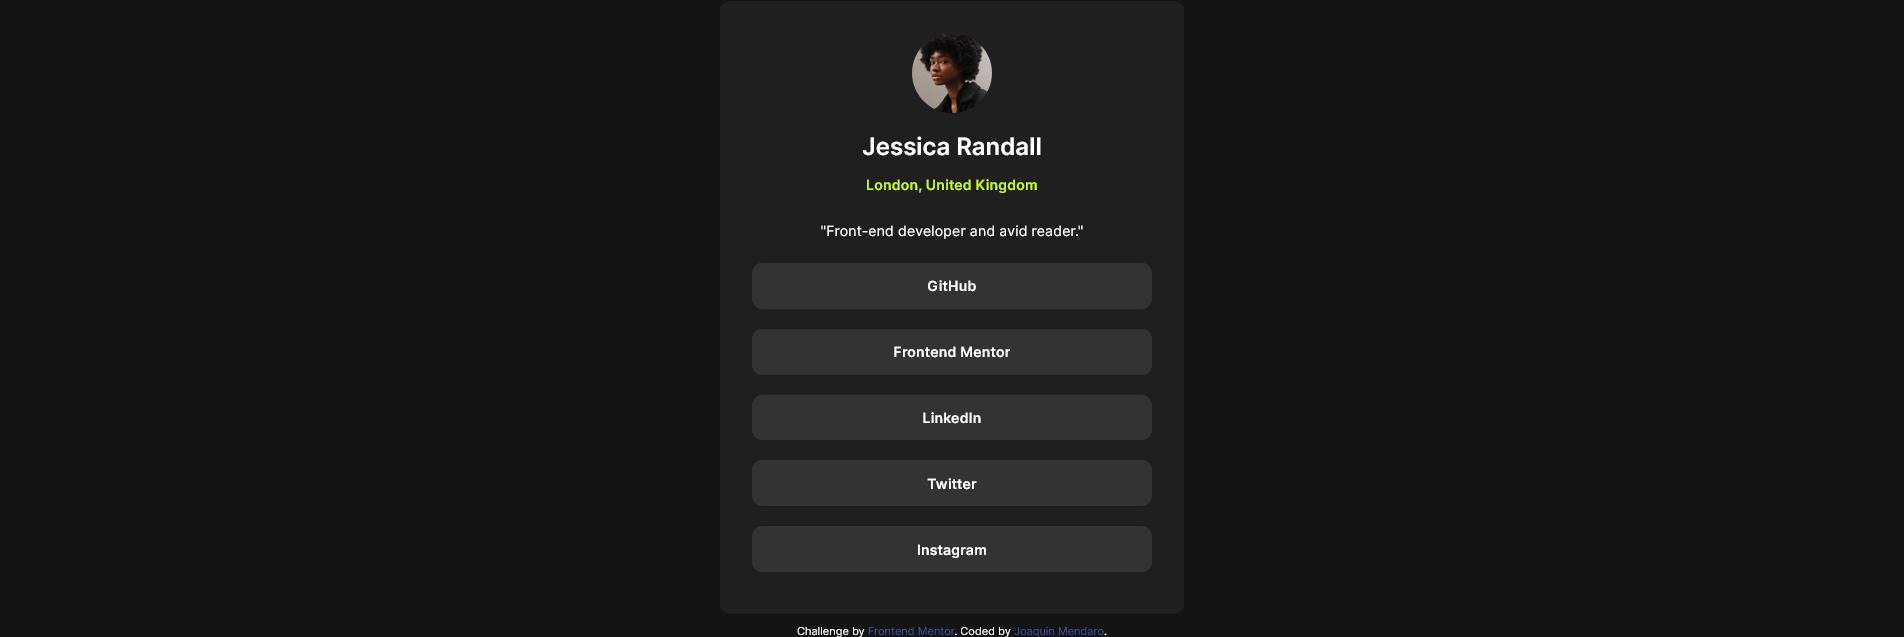 Jessica Randall
London, United Kingdom
"Front-end developer and avid reader."
GitHub
Frontend Mentor
LinkedIn
Twitter
Instagram
Challenge by Frontend Mentor. Coded by Joaquin Mendaro.